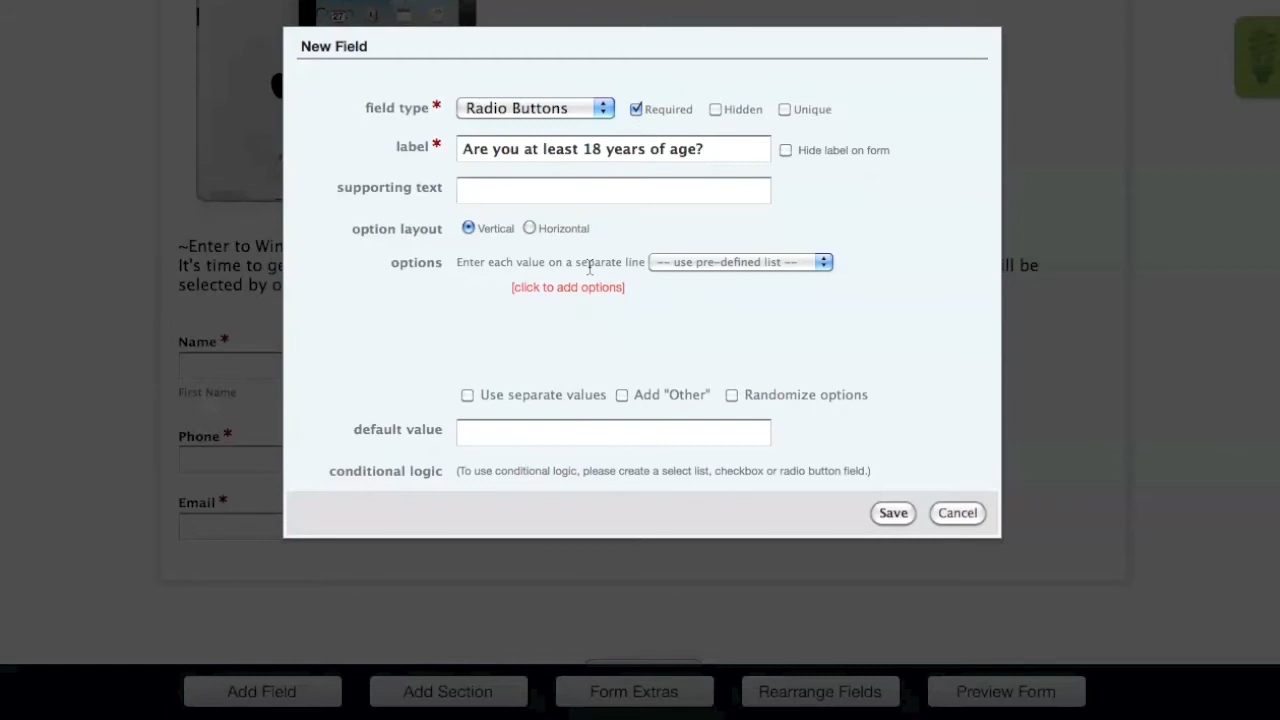 27
New Field
field type * Radio Buttons Required Hidden Unique
label * Are you at least 18 years of age? Hide label on form
supporting text
option layout Vertical Horizontal
options Enter each value on a separate line -- use pre-defined list --
[click to add options]
Use separate values Add "Other" Randomize options
default value
conditional logic (To use conditional logic, please create a select list, checkbox or radio button field.)
Save Cancel
~Enter to Win
It's time to ge ll be
selected by o
Name *
First Name
Phone *
Email *
Add Field Add Section Form Extras Rearrange Fields Preview Form